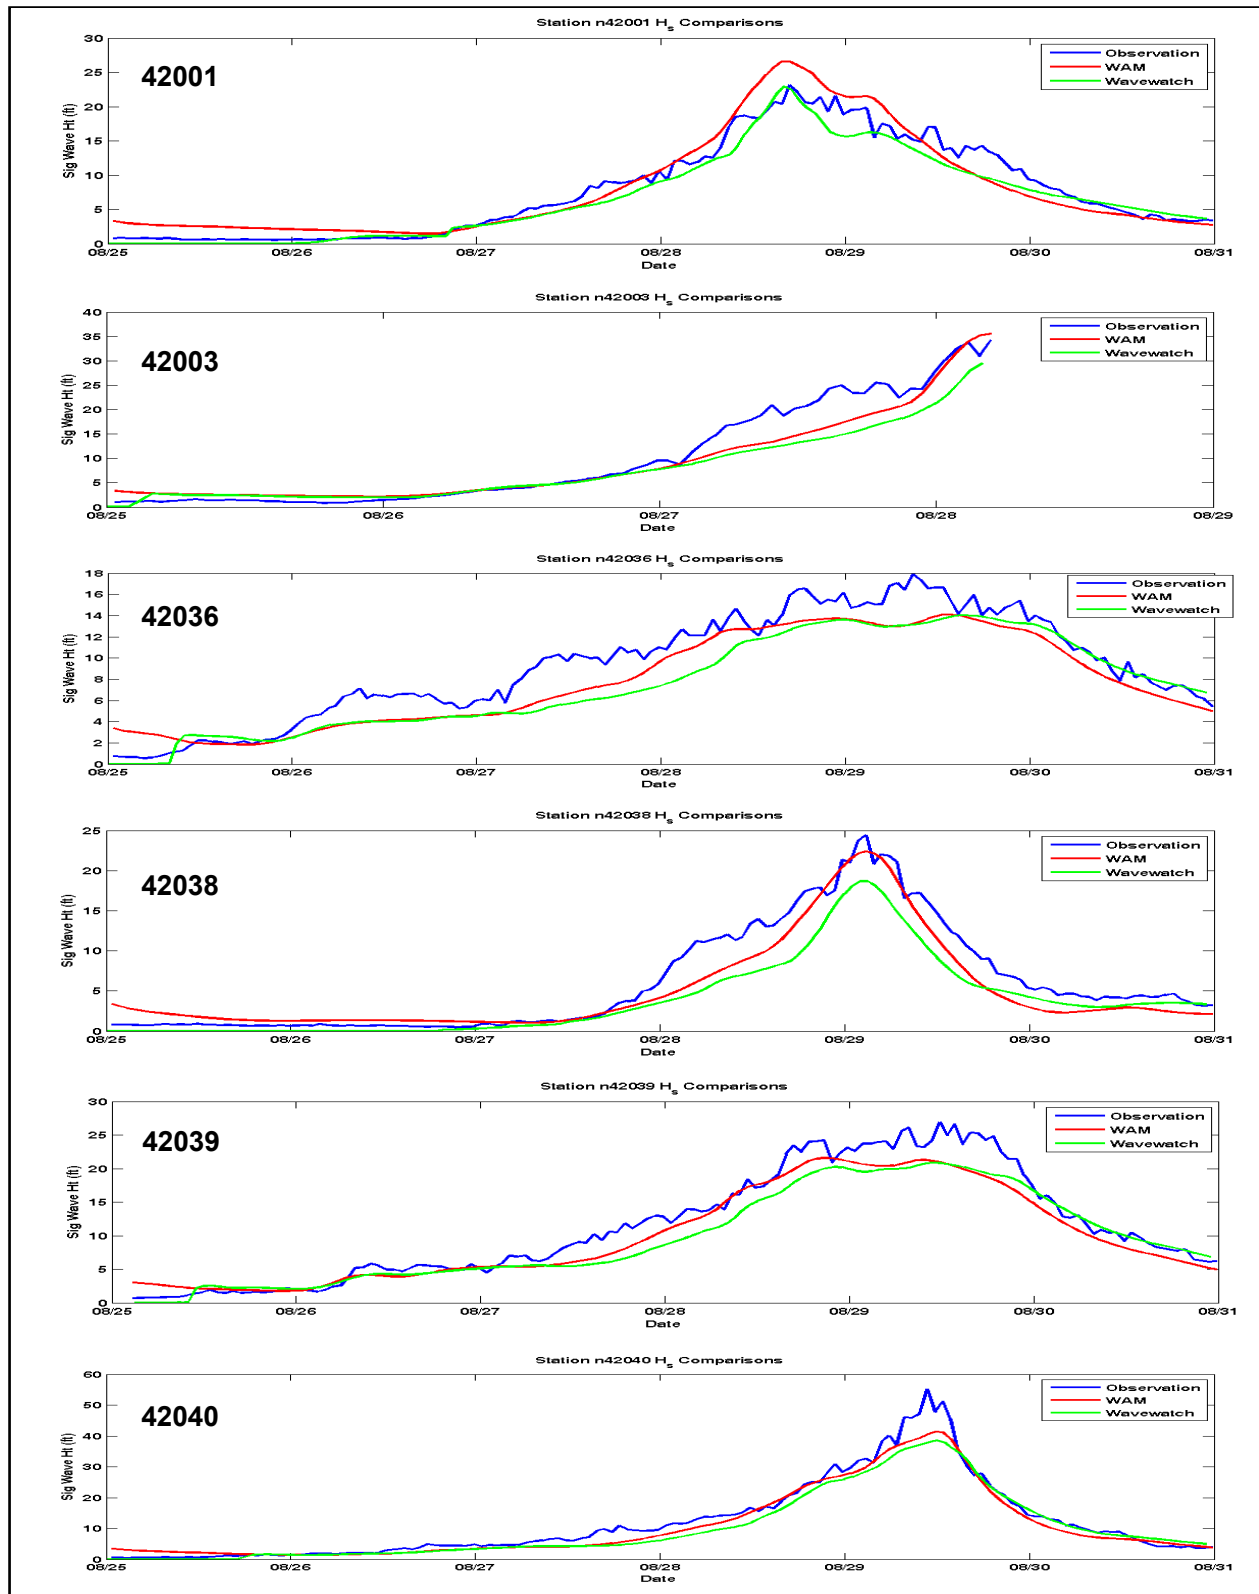 Station n42001 Hs Comparisons
30
25
20
15
10
5
0
Sig Wave Ht (ft)
42001
Observation
WAM
Wavewatch
08/25 08/26 08/27 08/28 08/29 08/30 08/31
Date
Station n42003 Hs Comparisons
40
35
30
25
20
15
10
5
0
Sig Wave Ht (ft)
42003
Observation
WAM
Wavewatch
08/25 08/26 08/27 08/28 08/29
Date
Station n42036 Hs Comparisons
18
16
14
12
10
8
6
4
2
0
Sig Wave Ht (ft)
42036
Observation
WAM
Wavewatch
08/25 08/26 08/27 08/28 08/29 08/30 08/31
Date
Station n42038 Hs Comparisons
25
20
15
10
5
0
Sig Wave Ht (ft)
42038
Observation
WAM
Wavewatch
08/25 08/26 08/27 08/28 08/29 08/30 08/31
Date
Station n42039 Hs Comparisons
30
25
20
15
10
5
0
Sig Wave Ht (ft)
42039
Observation
WAM
Wavewatch
08/25 08/26 08/27 08/28 08/29 08/30 08/31
Date
Station n42040 Hs Comparisons
60
50
40
30
20
10
0
Sig Wave Ht (ft)
42040
Observation
WAM
Wavewatch
08/25 08/26 08/27 08/28 08/29 08/30 08/31
Date